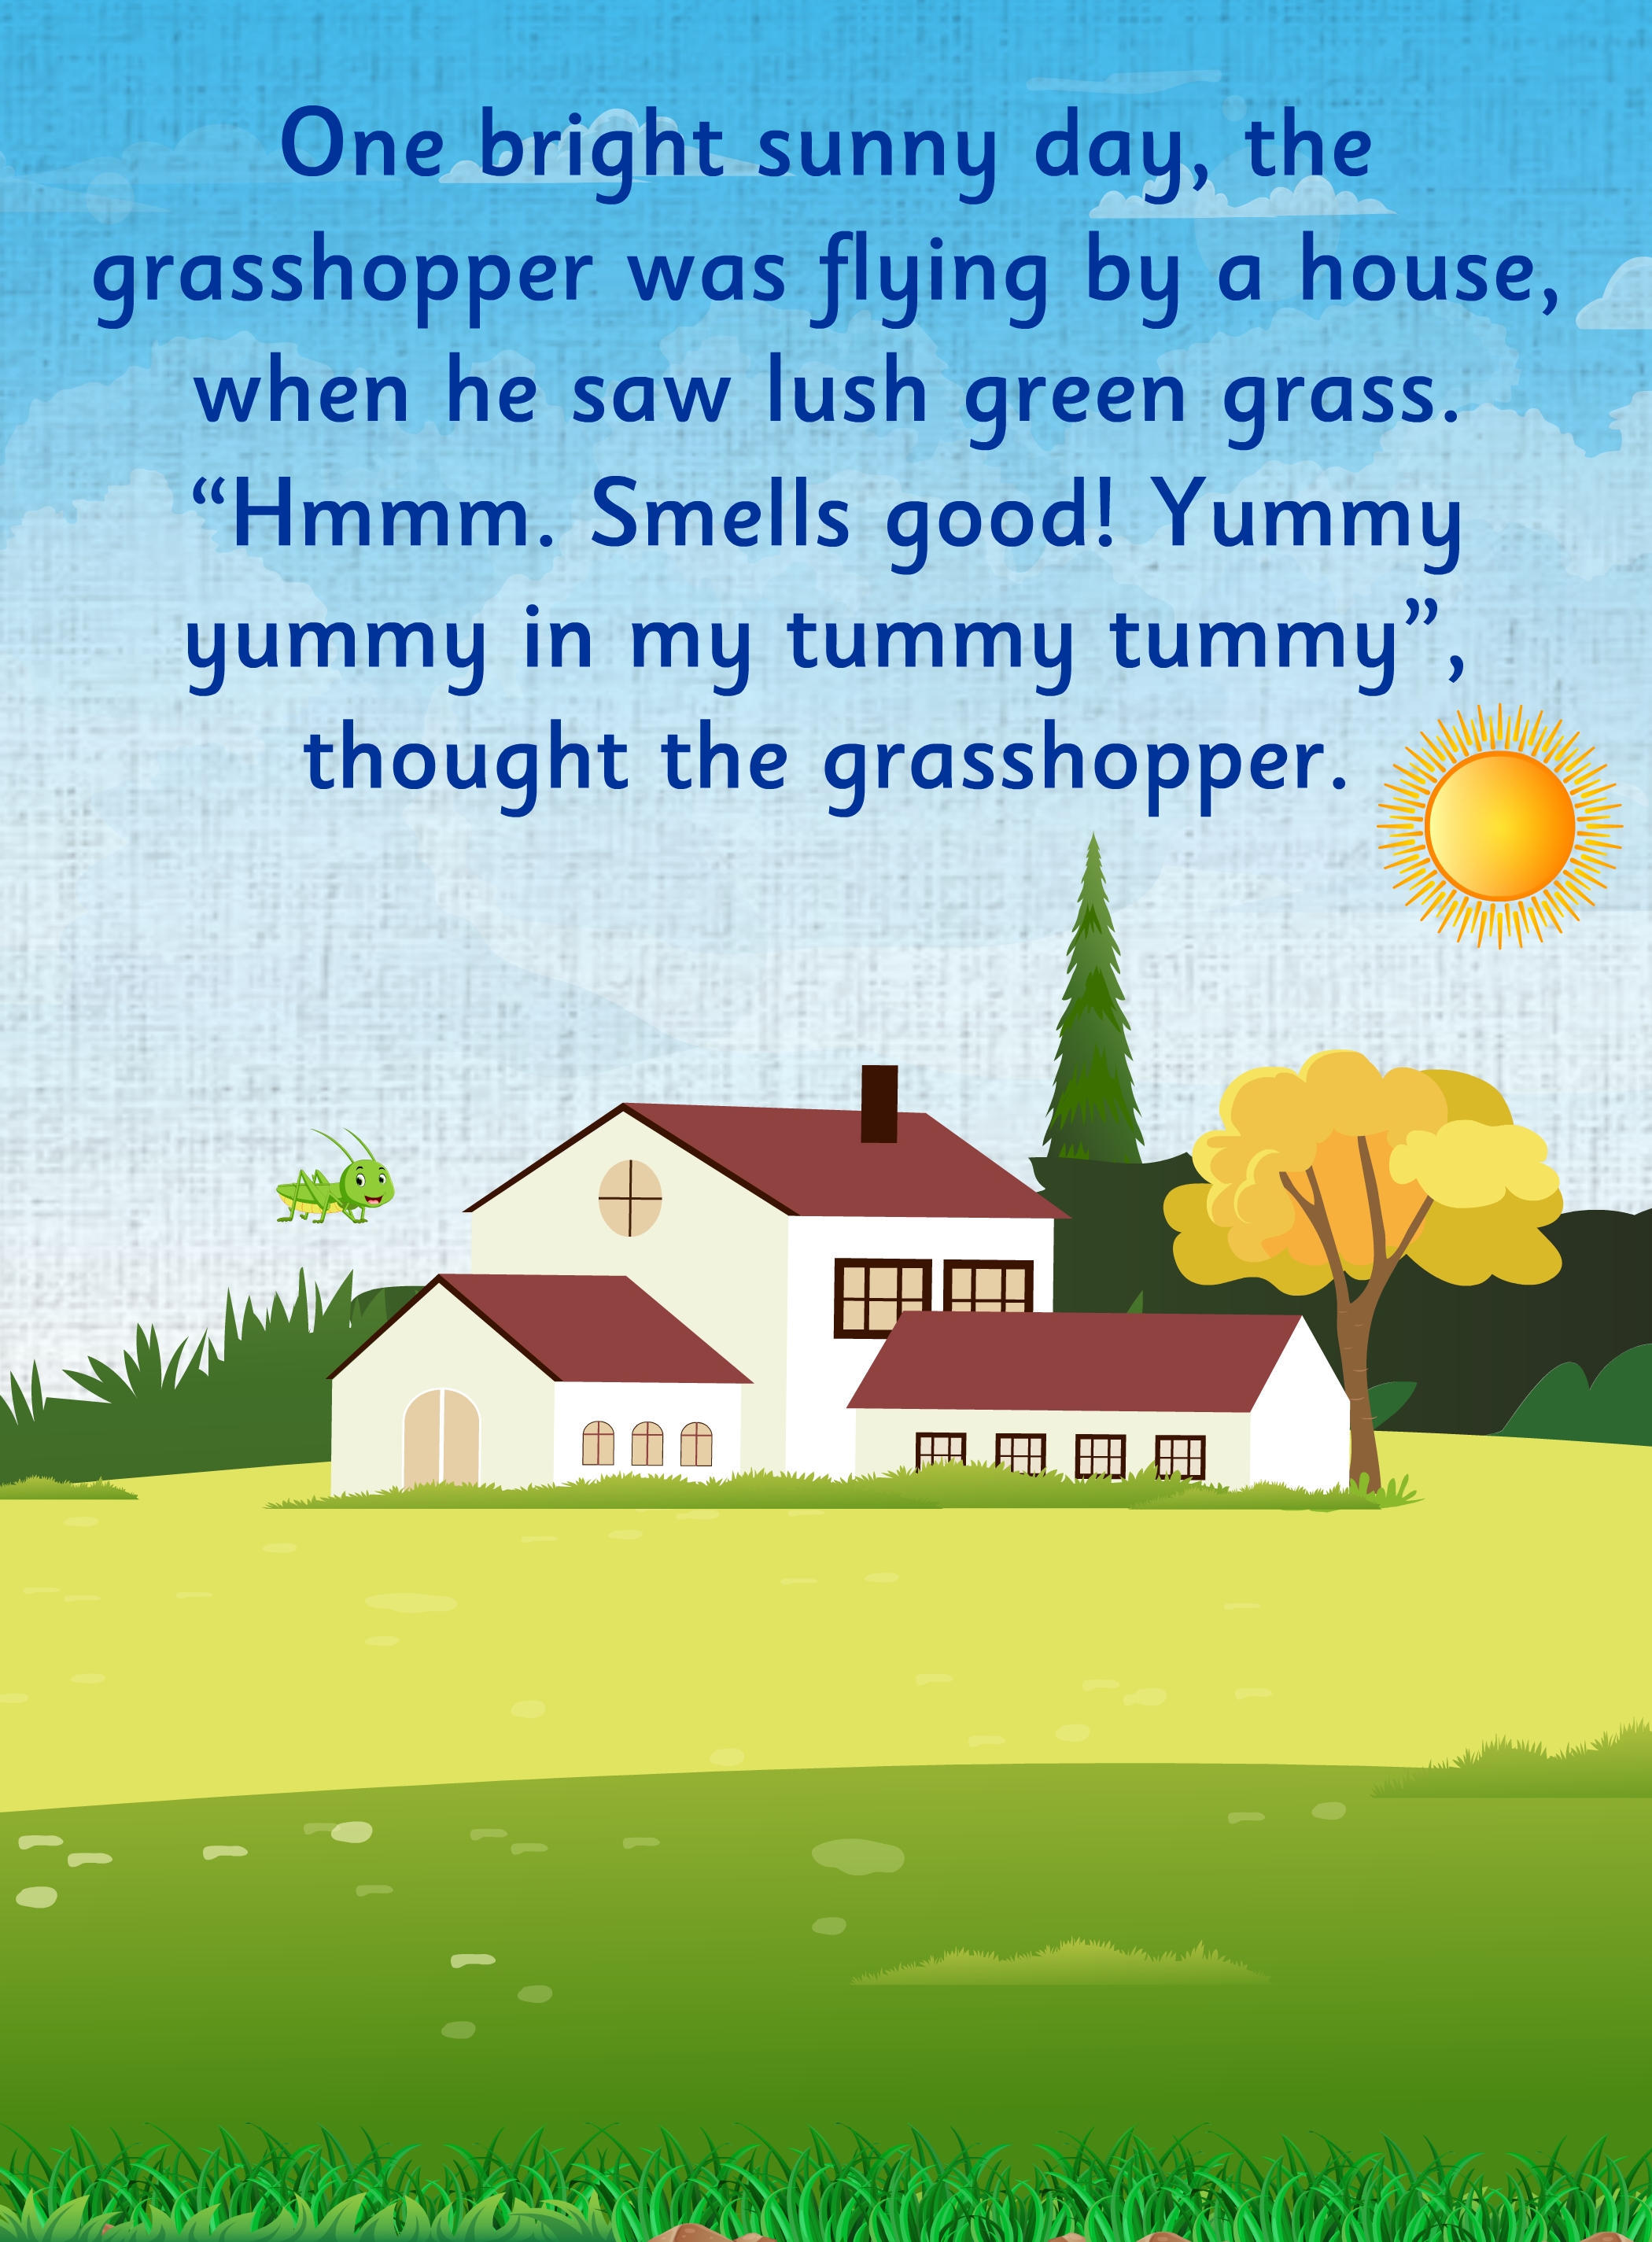 One bright sunny day, the
grasshopper was flying by a house,
when he saw lush green grass.
“Hmmm. Smells good! Yummy
yummy in my tummy tummy”,
thought the grasshopper.